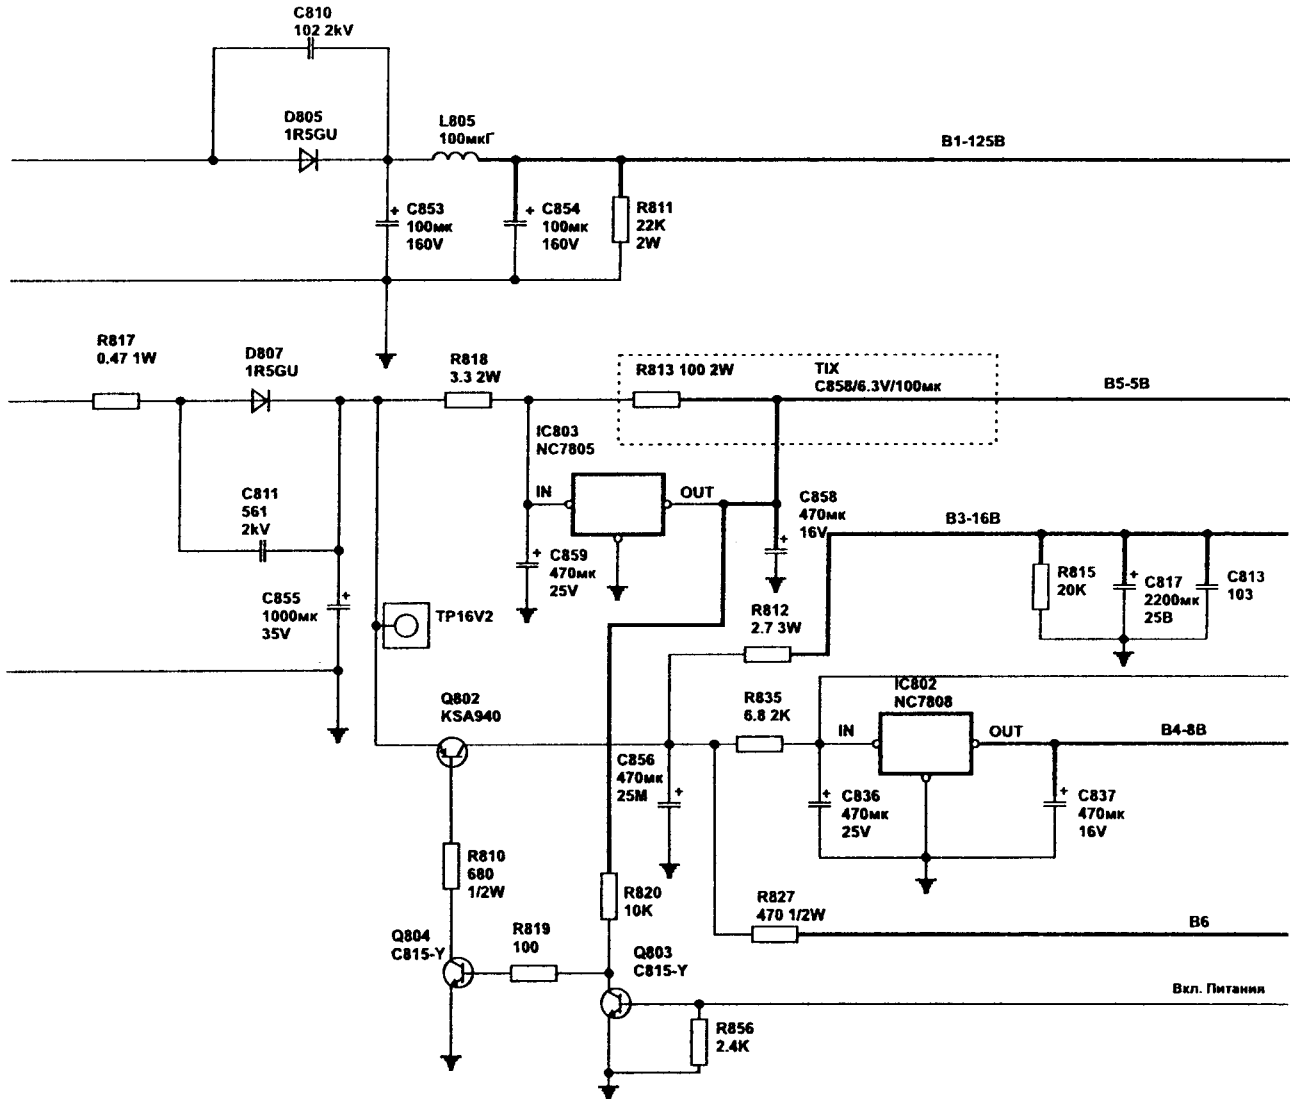 C810
102 2kV
D805
1R5GU
L805
100мкГ
B1-125B
+ C853
100мк
160V
+ C854
100мк
160V
R811
22K
2W
R817
0.47 1W
D807
1R5GU
R818
3.3 2W
R813 100 2W
TIX
C858/6.3V/100мк
B5-5B
IC803
NC7805
IN
OUT
C811
561
2kV
C858
470мк
16V
+
B3-16B
+ C859
470мк
25V
R815
20K
+
C817
2200мк
25B
C813
103
C855
1000мк
35V
+
TP16V2
R812
2.7 3W
Q802
KSA940
R835
6.8 2K
IC802
NC7808
IN
OUT
B4-8B
C856
470мк
25M
+
+
C836
470мк
25V
+
C837
470мк
16V
R810
680
1/2W
R820
10K
R827
470 1/2W
B6
Q804
C815-Y
R819
100
Q803
C815-Y
Вкл. Питания
R856
2.4K